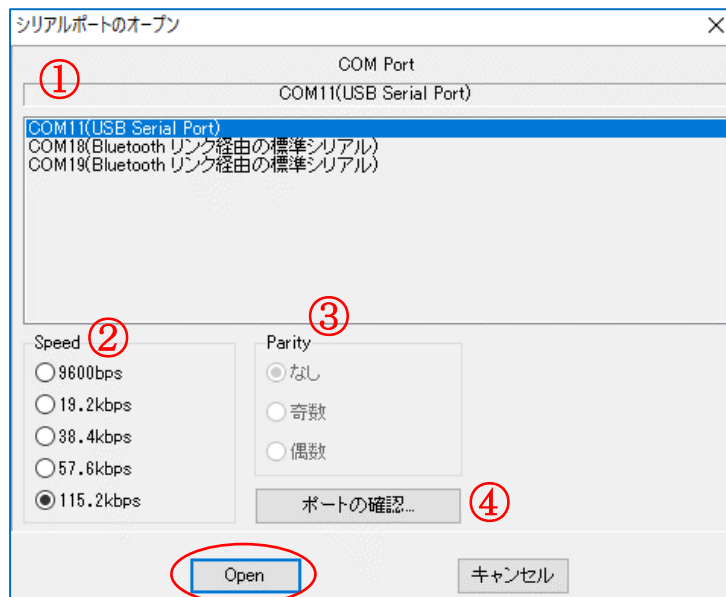 シリアルポートのオープン
①
COM Port
COM11(USB Serial Port)
COM11(USB Serial Port)
COM18(Bluetooth リンク経由の標準シリアル)
COM19(Bluetooth リンク経由の標準シリアル)
Speed ②
9600bps
19.2kbps
38.4kbps
57.6kbps
115.2kbps
③
Parity
なし
奇数
偶数
ポートの確認... ④
Open
キャンセル